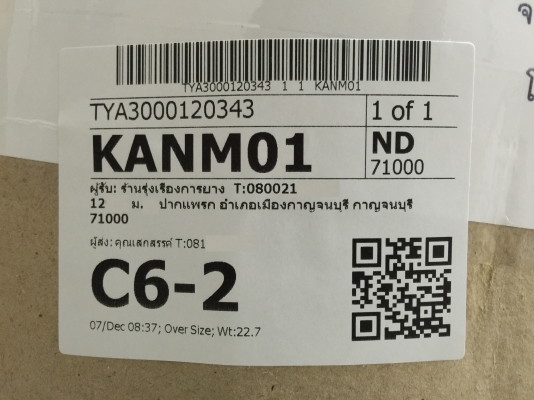 จ
TYA3000120343 1 1 KANM01
TYA3000120343 1 of 1
KANM01 ND
71000
ผู้รับ: ร้านรุ่งเรืองการยาง T:080021
12 ม. ปากแพรก อำเภอเมืองกาญจนบุรี กาญจนบุรี
71000
ผู้ส่ง: คุณเสกสรรค์ T:081
C6-2
07/Dec 08:37; Over Size; Wt:22.7